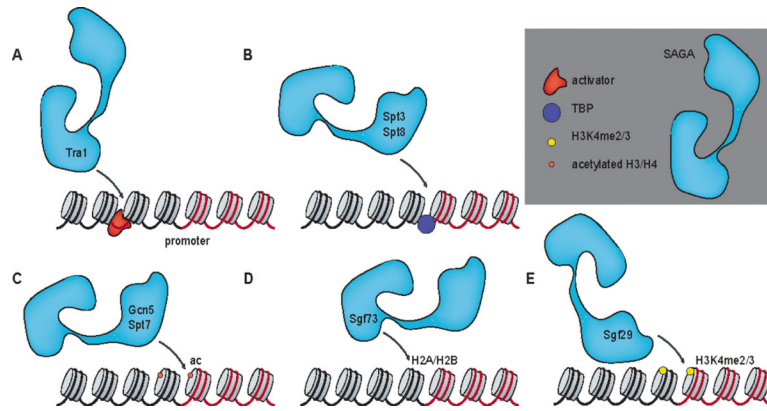 A
Tra1
promoter
B
Spt3
Spt8
activator
TBP
H3K4me2/3
acetylated H3/H4
SAGA
C
Gcn5
Spt7
ac
D
Sgf73
H2A/H2B
E
Sgf29
H3K4me2/3